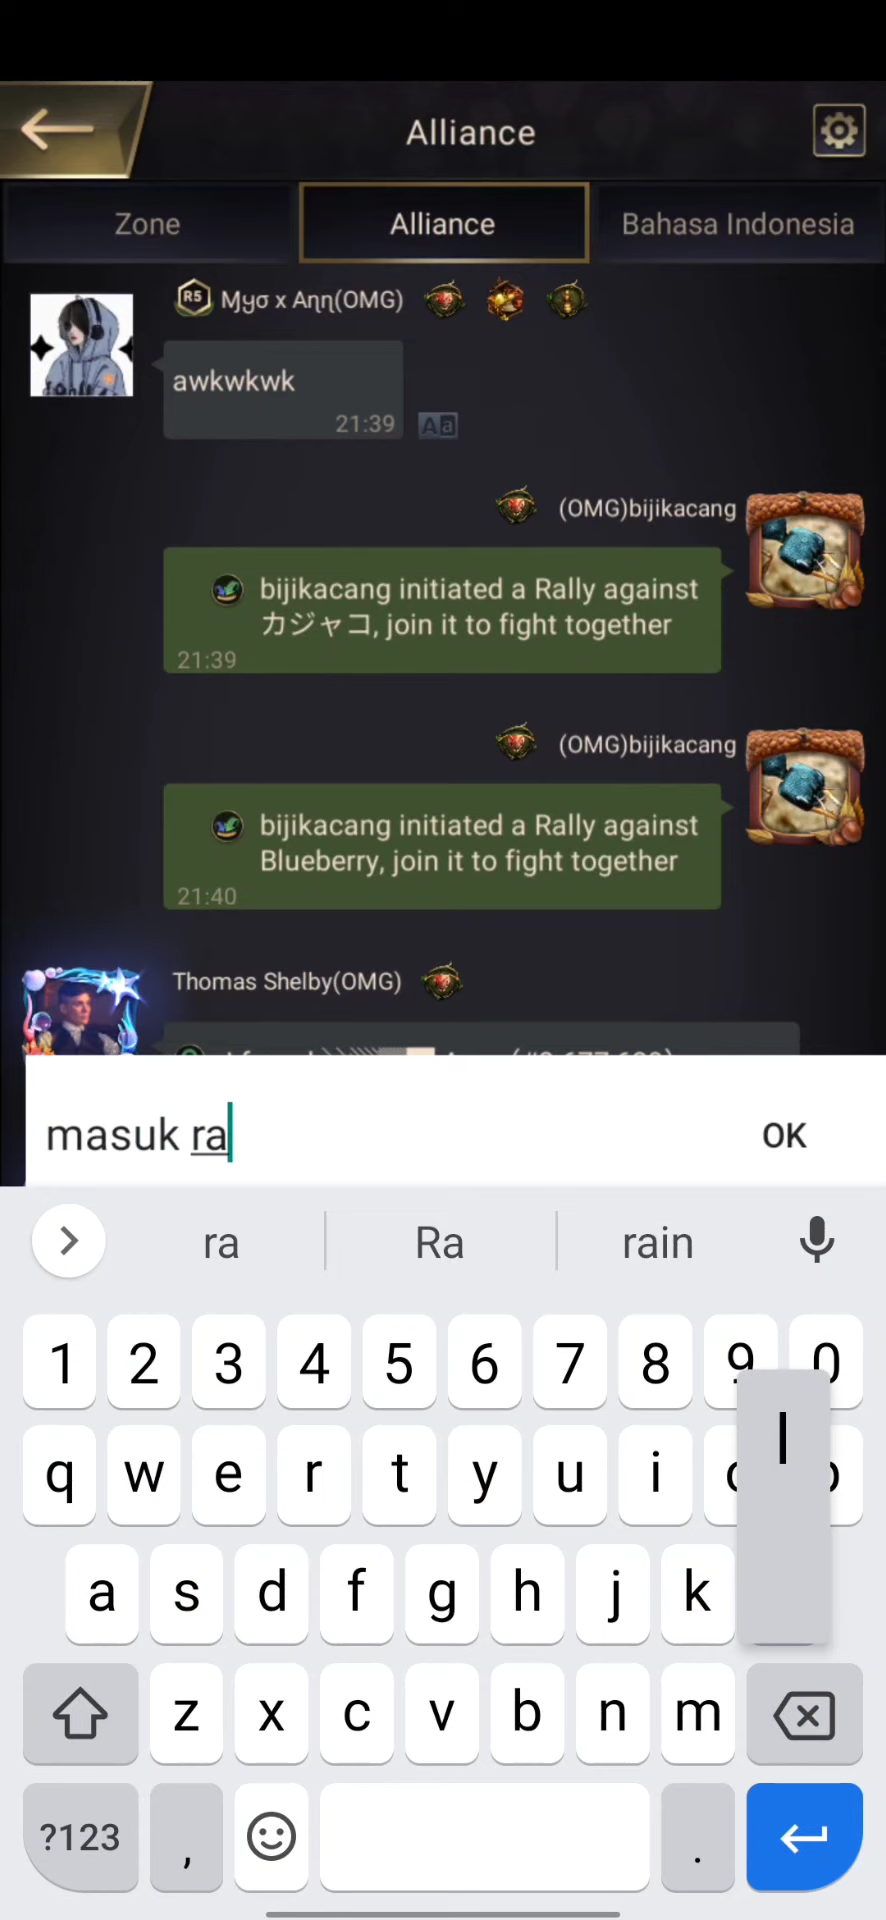 Alliance
Zone
Alliance
Bahasa Indonesia
R5
Ϻyσ x Aηη(OMG)
awkwkwk
21:39
Aa
(OMG)bijikacang
bijikacang initiated a Rally against
カジャコ, join it to fight together
21:39
(OMG)bijikacang
bijikacang initiated a Rally against
Blueberry, join it to fight together
21:40
Thomas Shelby(OMG)
masuk ra
OK
ra
Ra
rain
1 2 3 4 5 6 7 8 9 0
q w e r t y u i
l
a s d f g h j k
z x c v b n m
?123 , .